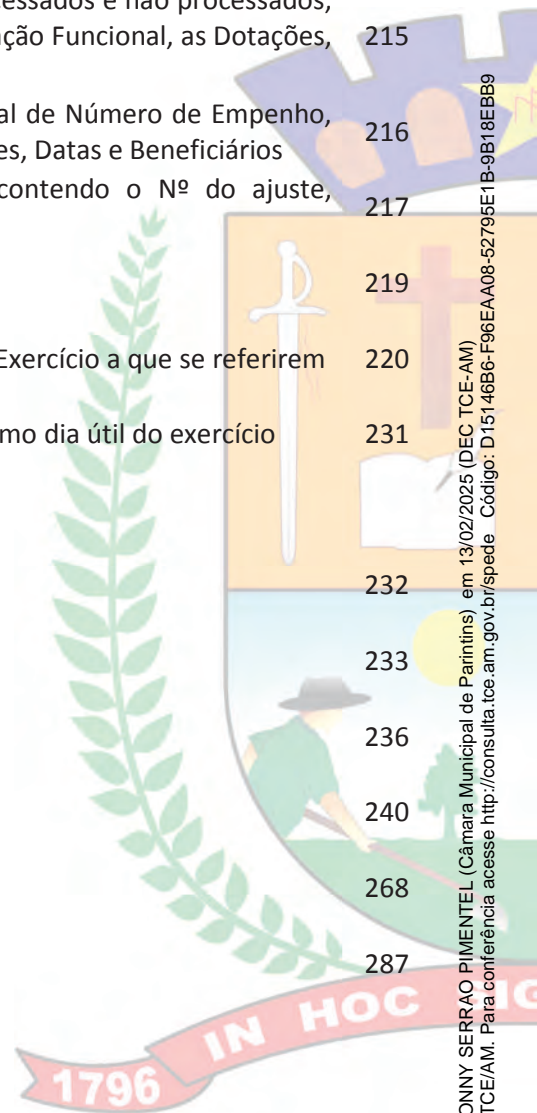 cessados e não processados,
ação Funcional, as Dotações, 215
al de Número de Empenho,
es, Datas e Beneficiários 216
contendo o Nº do ajuste,
217
219
Exercício a que se referirem 220
mo dia útil do exercício 231
232
233
236
240
268
287
1796 IN HOC SIG
ONNY SERRAO PIMENTEL (Câmara Municipal de Parintins) em 13/02/2025 (DEC TCE-AM)
TCE/AM. Para conferência acesse http://consulta.tce.am.gov.br/spede Código: D15146B6-F96EAA08-52795E1B-9B18EBB9